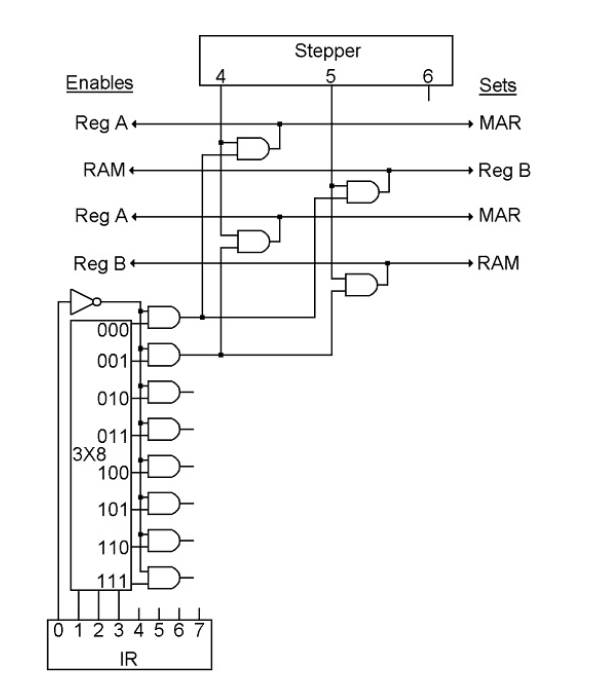 Stepper
4 5 6
Enables
Sets
Reg A MAR
RAM Reg B
Reg A MAR
Reg B RAM
000
001
010
011
3X8
100
101
110
111
0 1 2 3 4 5 6 7
IR